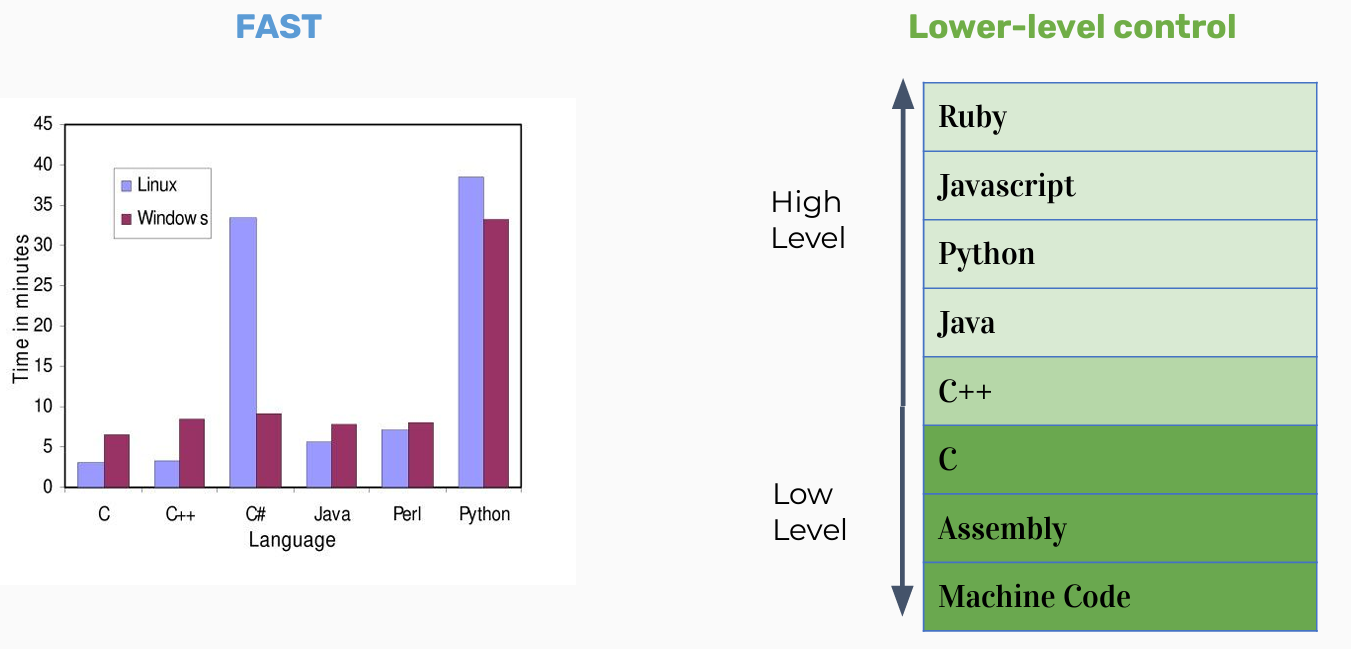 FAST
45
40
35
30
25
20
15
10
5
0
Time in minutes
Linux
Windows
C
C++
C#
Java
Perl
Python
Language
Lower-level control
High
Level
Low
Level
Ruby
Javascript
Python
Java
C++
C
Assembly
Machine Code